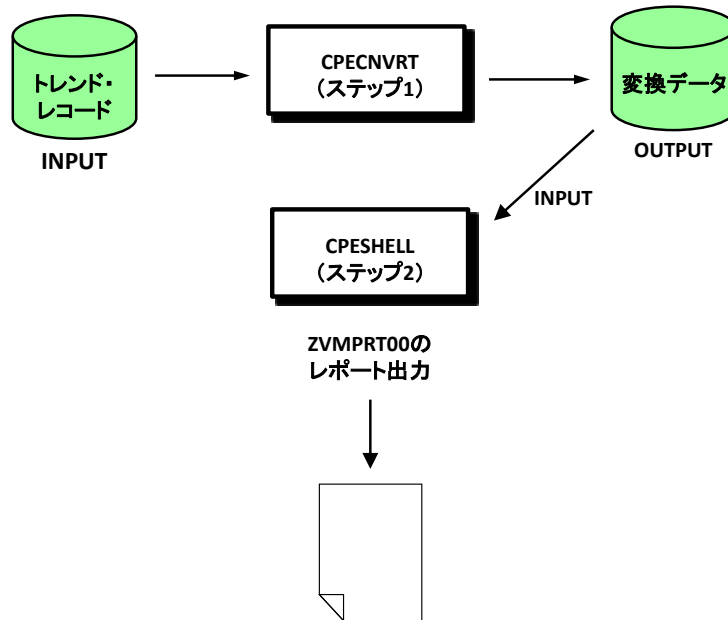 トレンド・
レコード
INPUT
CPECNVRT
（ステップ1）
変換データ
OUTPUT
INPUT
CPESHELL
（ステップ2）
ZVMPRT00の
レポート出力